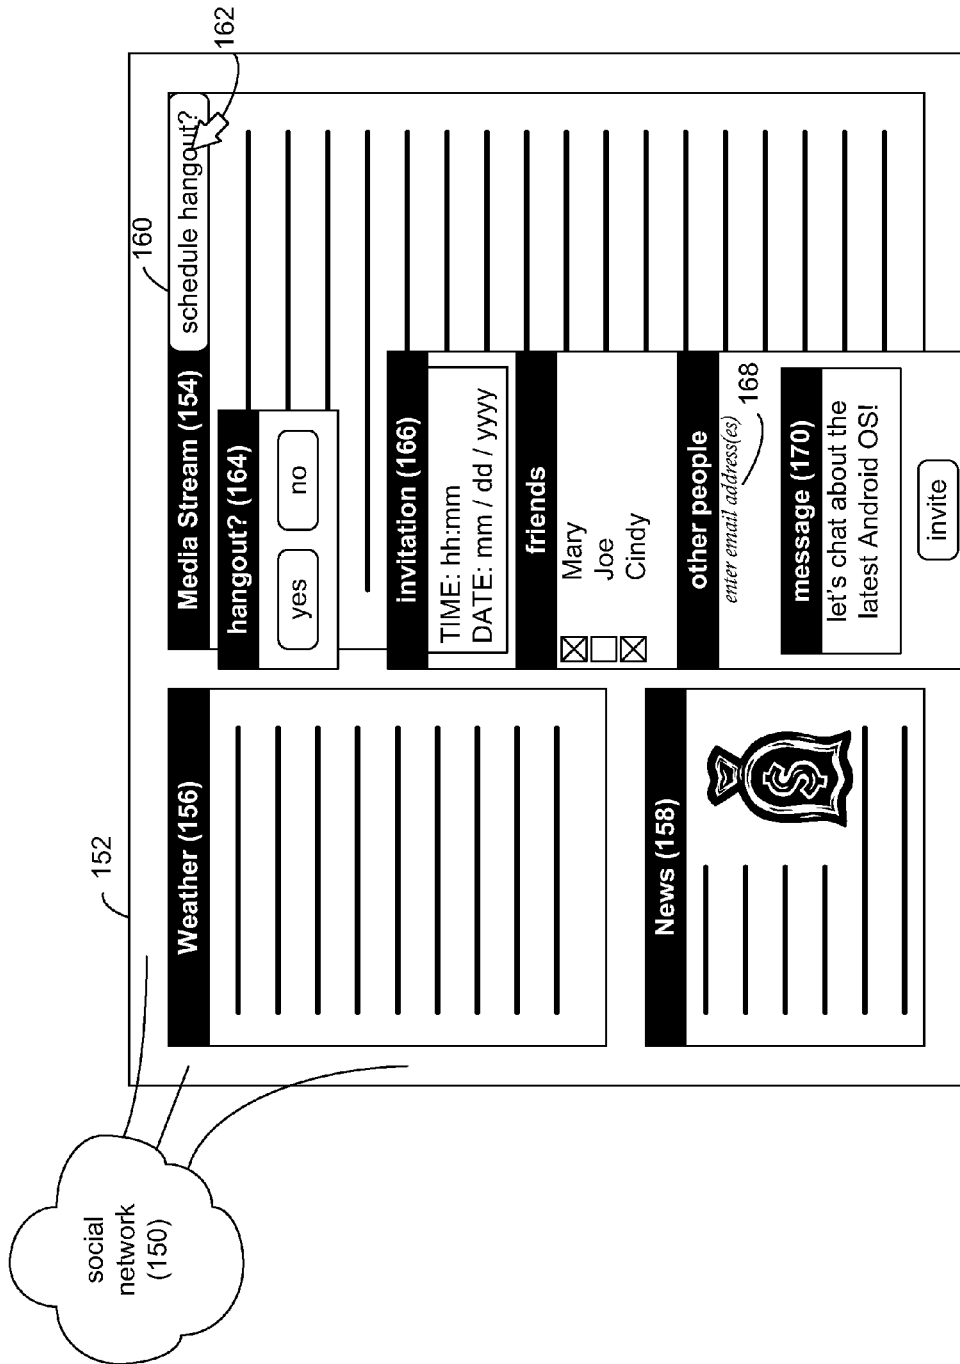 social
network
(150)
152
Weather (156)
News (158)
160
162
Media Stream (154)
schedule hangout?
hangout? (164)
yes
no
invitation (166)
TIME: hh:mm
DATE: mm / dd / yyyy
friends
Mary
Joe
Cindy
other people
enter email address(es)
168
message (170)
let's chat about the
latest Android OS!
invite